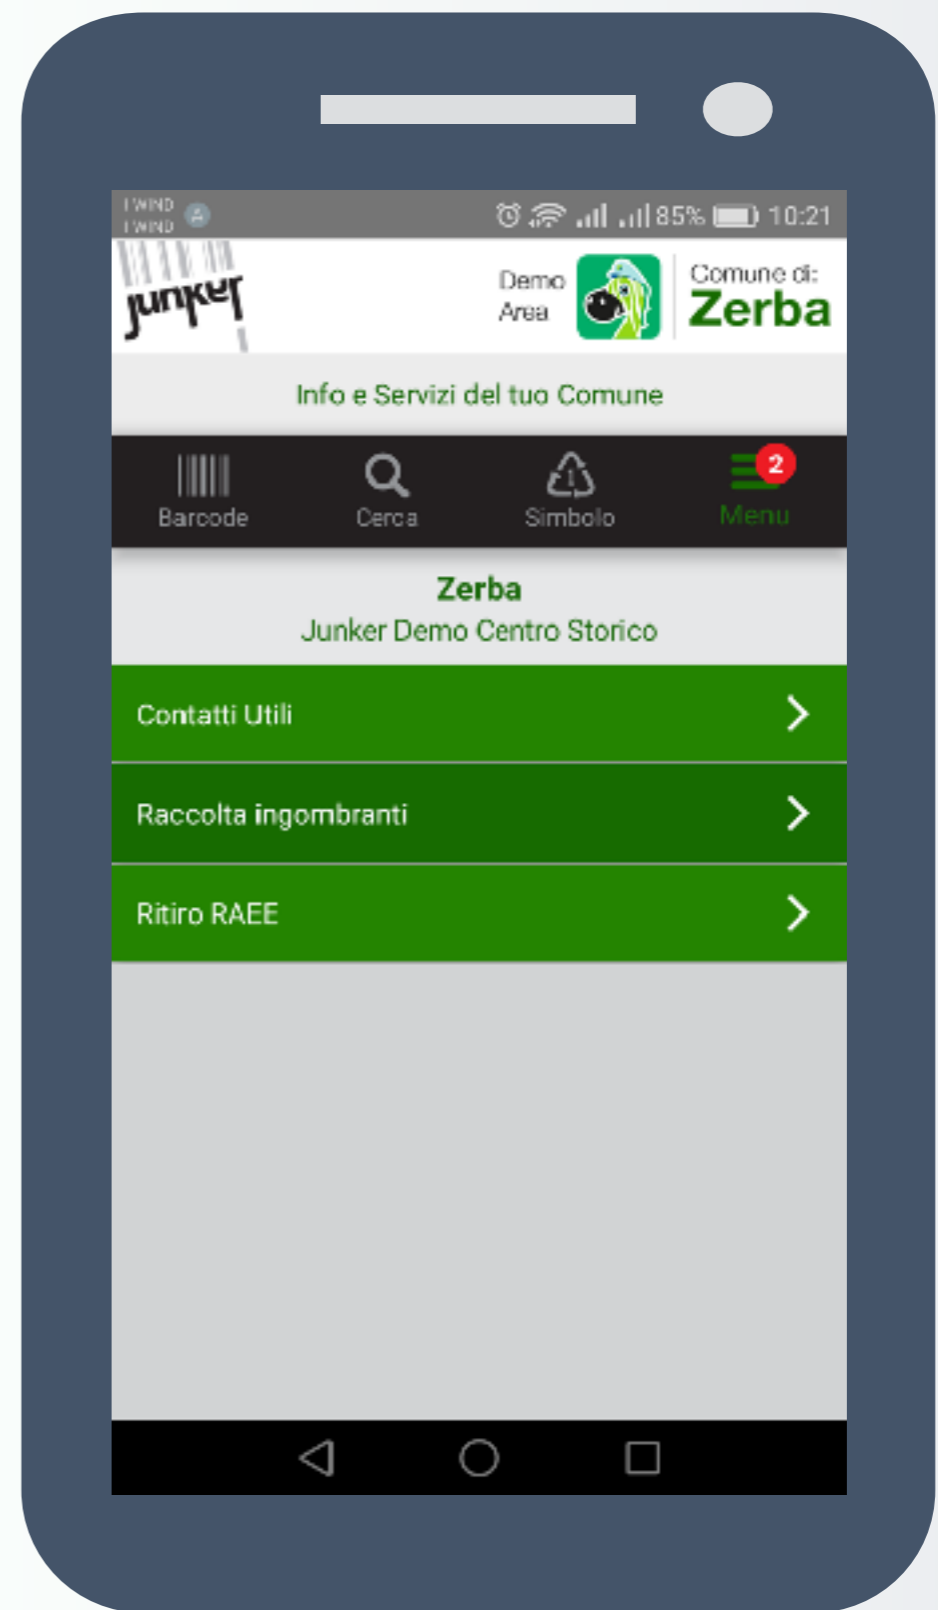 I WIND
I WIND
A
85% 10:21
junker
Demo
Area
Comune di:
Zerba
Info e Servizi del tuo Comune
Barcode
Cerca
1
Simbolo
2
Menu
Zerba
Junker Demo Centro Storico
Contatti Utili
Raccolta ingombranti
Ritiro RAEE